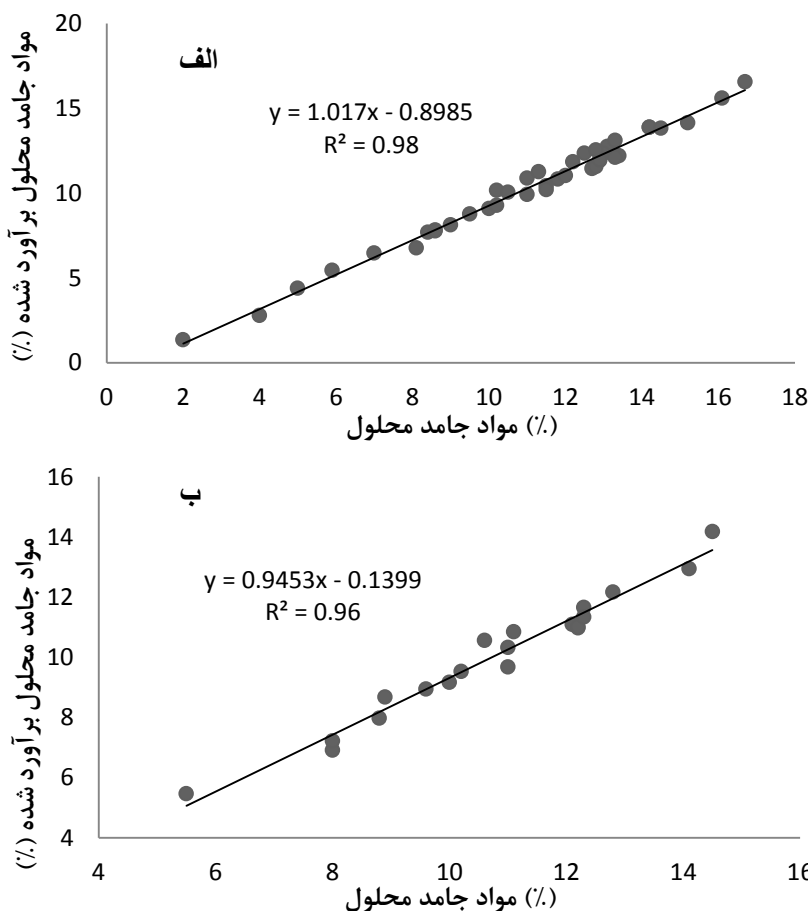 الف
y = 1.017x - 0.8985
R² = 0.98
مواد جامد محلول برآورد شده (٪)
20
15
10
5
0
0 2 4 6 8 10 12 14 16 18
مواد جامد محلول (٪)
ب
y = 0.9453x - 0.1399
R² = 0.96
مواد جامد محلول برآورد شده (٪)
16
14
12
10
8
6
4
4 6 8 10 12 14 16
مواد جامد محلول (٪)